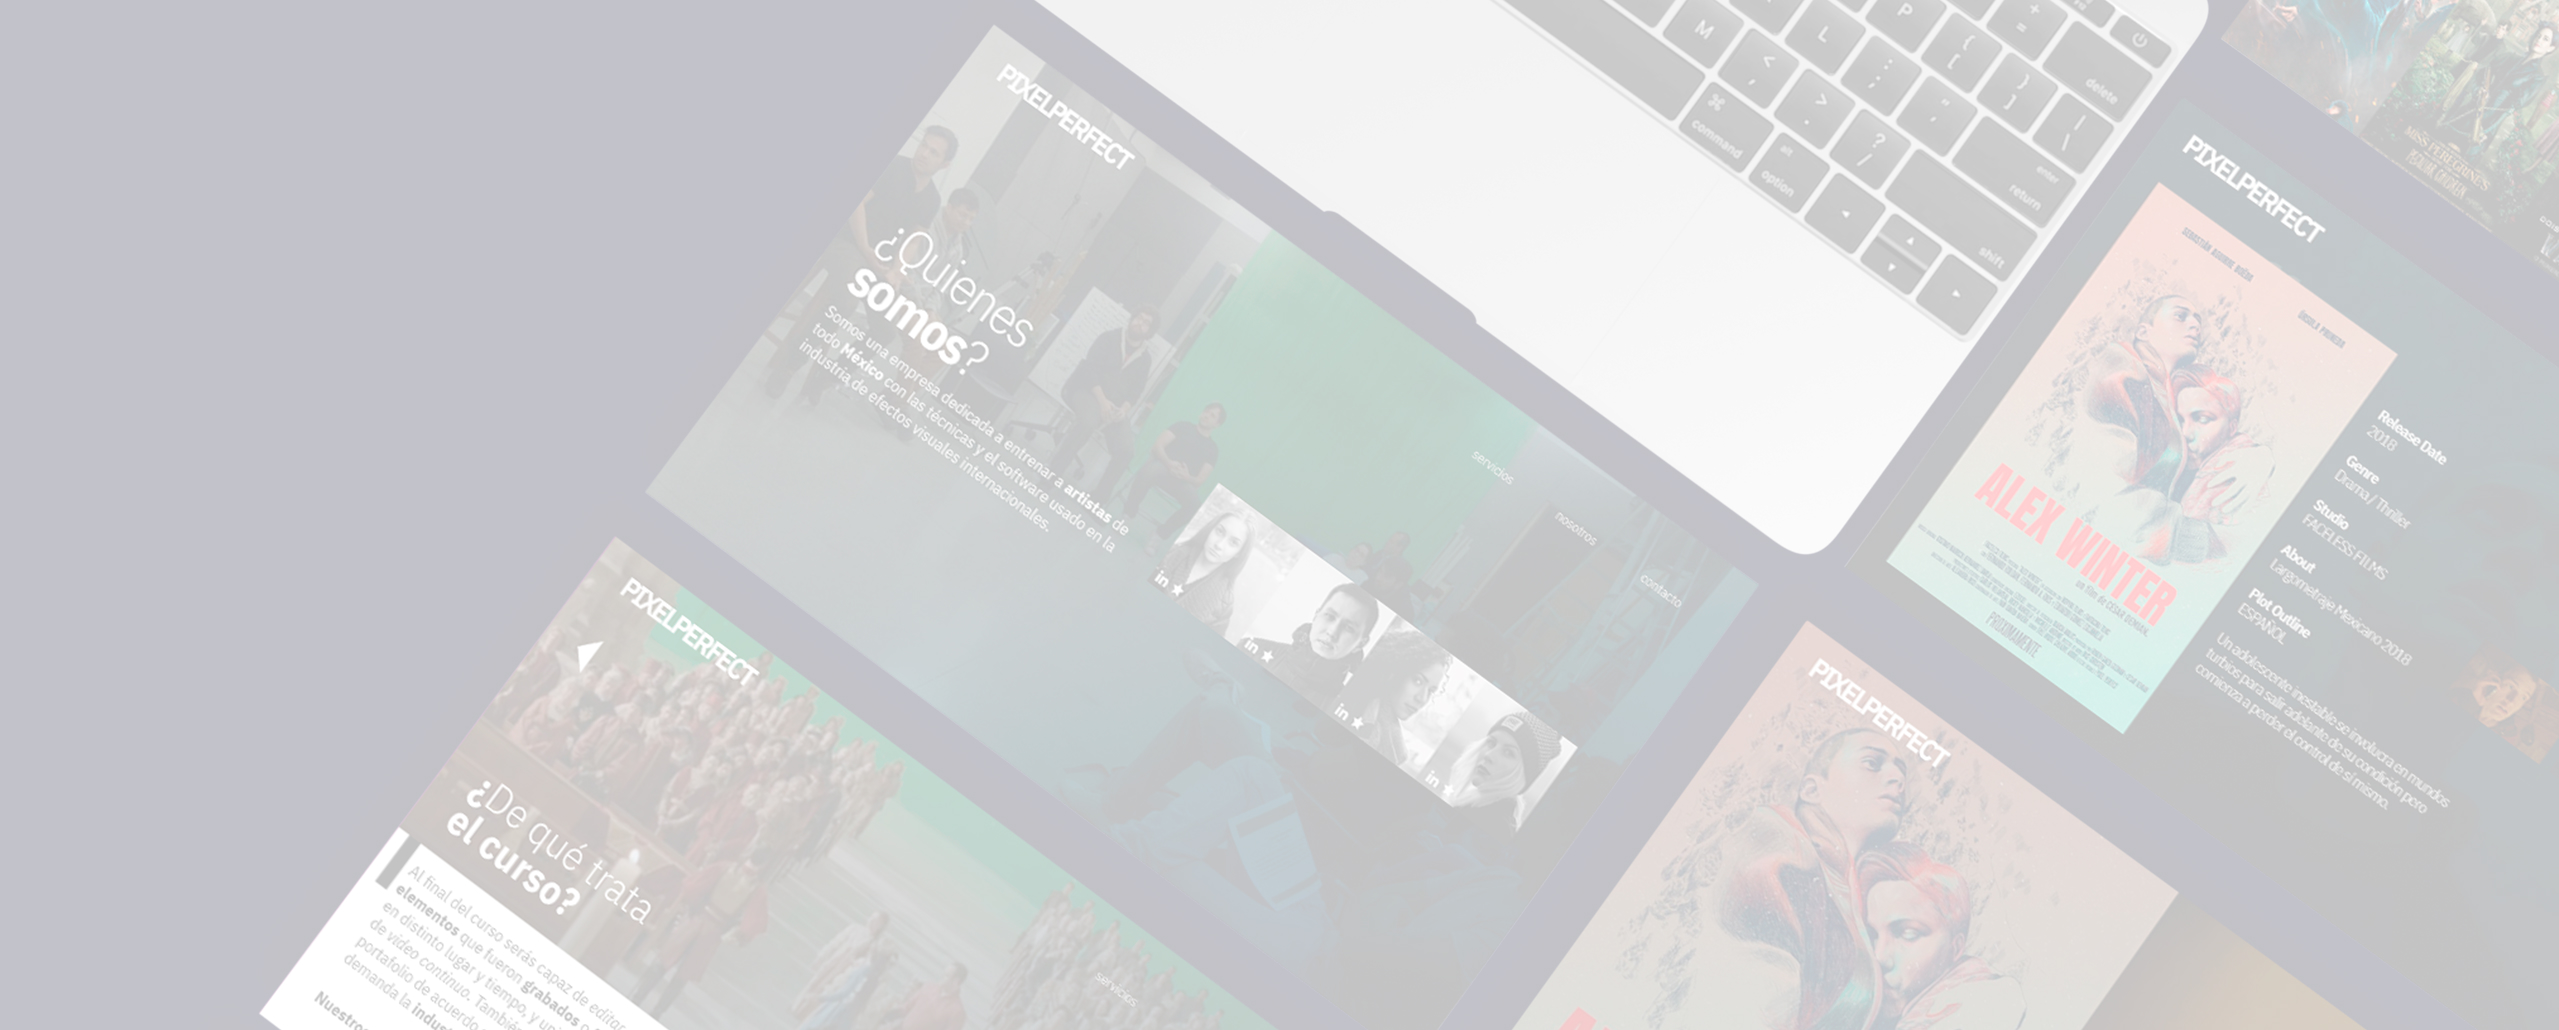 PIXELPERFECT
¿Quienes
somos?
Somos una empresa dedicada a entrenar a artistas de
todo México con las técnicas y el software usado en la
industria de efectos visuales internacionales.
servicios
nosotros
contacto
in
in
in
in
PIXELPERFECT
¿De qué trata
el curso?
Al final del curso serás capaz de editar
elementos que fueron grabados o
en distinto lugar y tiempo, y
de video continuo.
portafolio de acuerdo
demanda la
servicios
M
L
P
+
=
delete
<
,
>
.
?
/
:
;
"
{
[
}
]
|
\
⌘
command
alt
option
enter
return
shift
MISS PEREGRINE'S
PIXELPERFECT
ÚRSULA PRUNEDA
ALEX WINTER
PRÓXIMAMENTE
Release Date
2018
Genre
Drama / Thriller
Studio
FACELESS FILMS
About
Largometraje Mexicano 2018
Plot Outline
ESPAÑOL
Un adolescente inestable se involucra en mundos
turbios para salir adelante de su condición pero
comienza a perder el control de sí mismo.
PIXELPERFECT